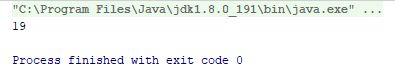 "C:\Program Files\Java\jdk1.8.0_191\bin\java.exe" ...
19
Process finished with exit code 0